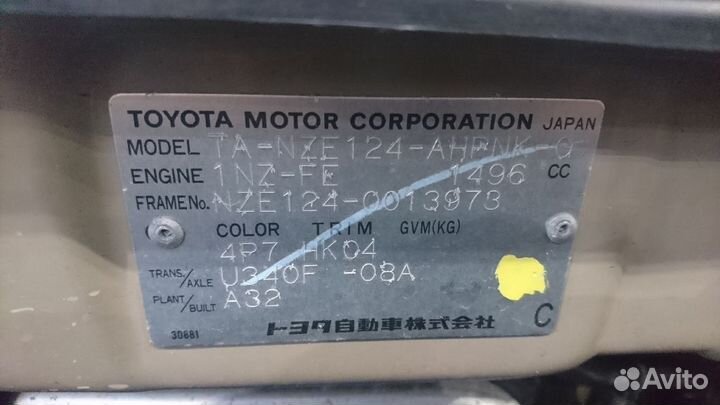 TOYOTA MOTOR CORPORATION JAPAN
MODEL TA-NZE124-AHPNK-Q
ENGINE 1NZ-FE 1496 CC
FRAME No. NZE124-0013973
COLOR TRIM GVM(KG)
4P7 HK04
TRANS./AXLE U340F -08A
PLANT/BUILT A32
トヨタ自動車株式会社 C
30881
Avito